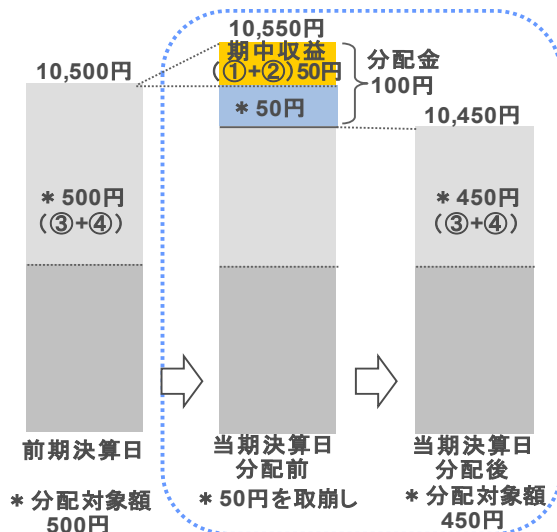 10,550円
期中収益
(①+②)50円
分配金
100円
10,500円
＊50円
10,450円
＊500円
(③+④)
＊450円
(③+④)
前期決算日
当期決算日
分配前
当期決算日
分配後
＊分配対象額
500円
＊50円を取崩し
＊分配対象額
450円